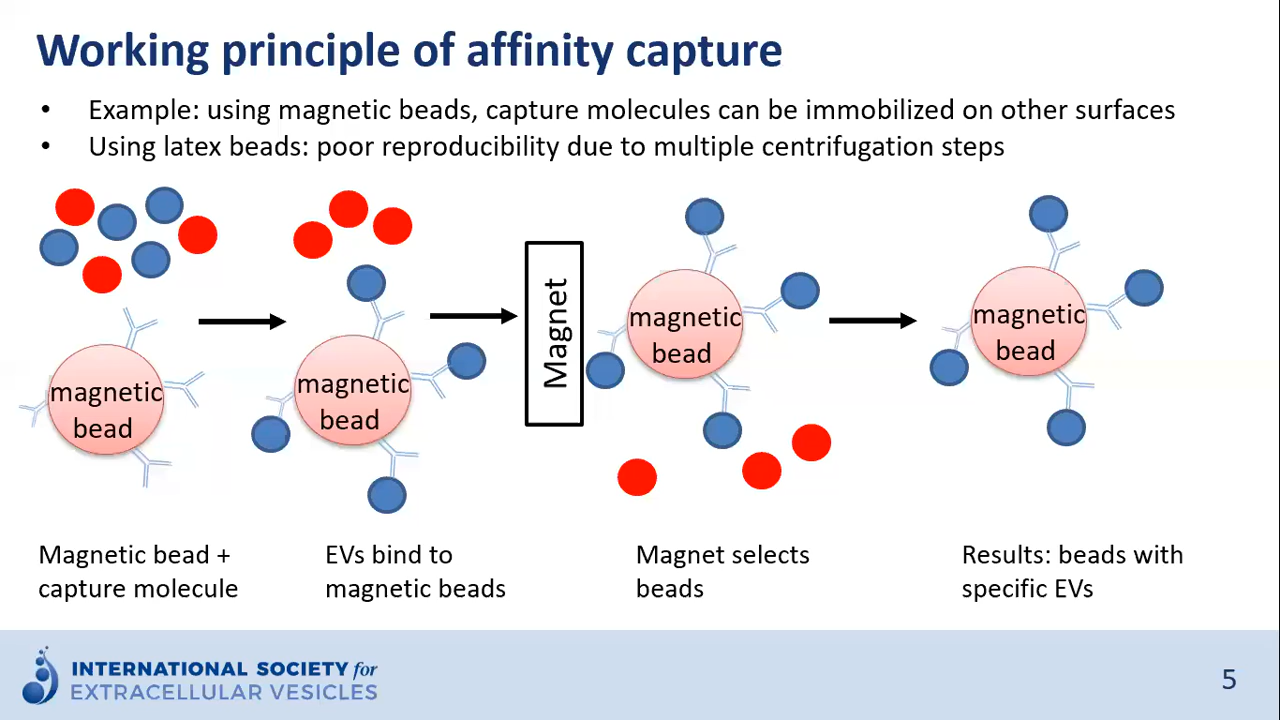 Working principle of affinity capture
• Example: using magnetic beads, capture molecules can be immobilized on other surfaces
• Using latex beads: poor reproducibility due to multiple centrifugation steps
magnetic
bead
magnetic
bead
Magnet
magnetic
bead
magnetic
bead
Magnetic bead +
capture molecule
EVs bind to
magnetic beads
Magnet selects
beads
Results: beads with
specific EVs
INTERNATIONAL SOCIETY for
EXTRACELLULAR VESICLES
5